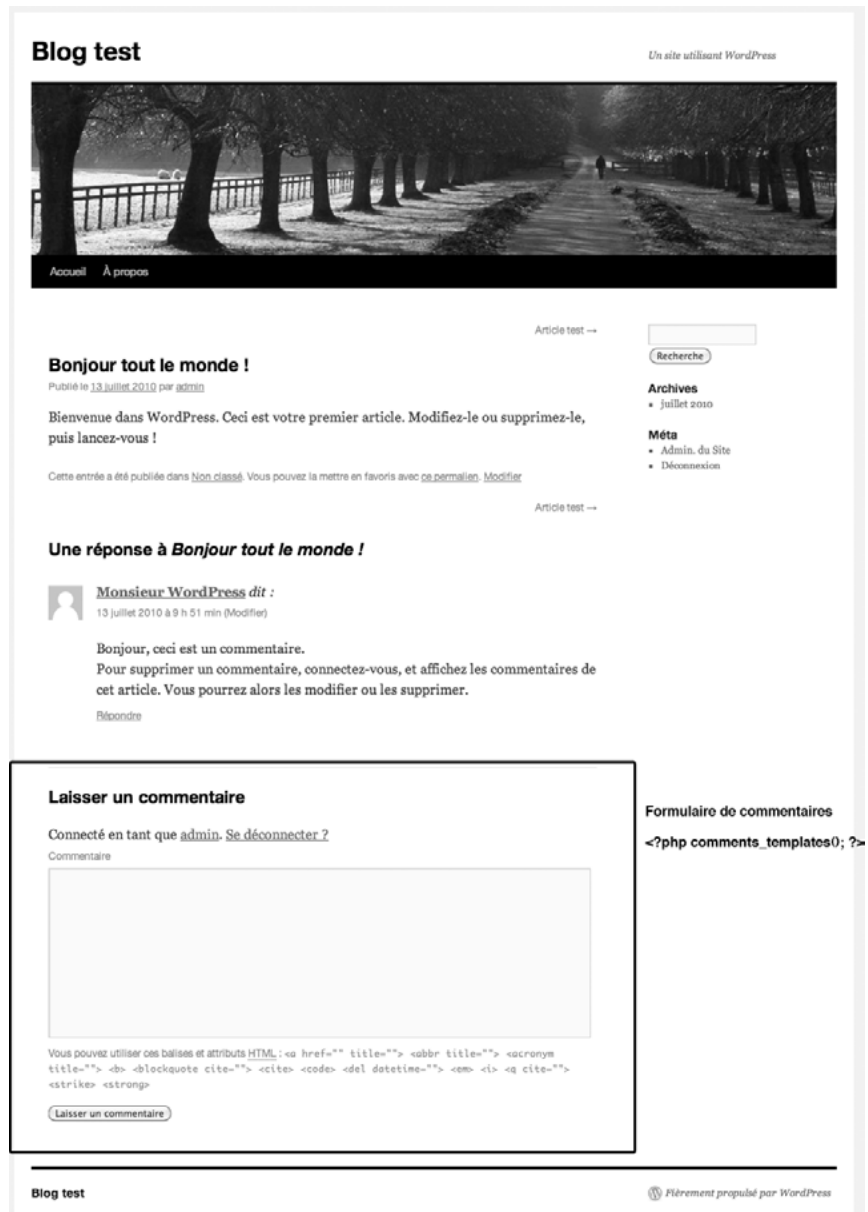 Blog test
Un site utilisant WordPress
Accueil À propos
Article test →
Bonjour tout le monde !
Publié le 13 juillet 2010 par admin
Bienvenue dans WordPress. Ceci est votre premier article. Modifiez-le ou supprimez-le,
puis lancez-vous !
Cette entrée a été publiée dans Non classé. Vous pouvez la mettre en favoris avec ce permalien. Modifier
Article test →
Recherche
Archives
juillet 2010
Méta
Admin. du Site
Déconnexion
Une réponse à Bonjour tout le monde !
Monsieur WordPress dit :
13 juillet 2010 à 9 h 51 min (Modifier)
Bonjour, ceci est un commentaire.
Pour supprimer un commentaire, connectez-vous, et affichez les commentaires de
cet article. Vous pourrez alors les modifier ou les supprimer.
Répondre
Laisser un commentaire
Connecté en tant que admin. Se déconnecter ?
Commentaire
Vous pouvez utiliser ces balises et attributs HTML : <a href="" title=""> <abbr title=""> <acronym
title=""> <b> <blockquote cite=""> <cite> <code> <del datetime=""> <em> <i> <q cite="">
<strike> <strong>
Laisser un commentaire
Formulaire de commentaires
<?php comments_templates(); ?>
Blog test
Fièrement propulsé par WordPress